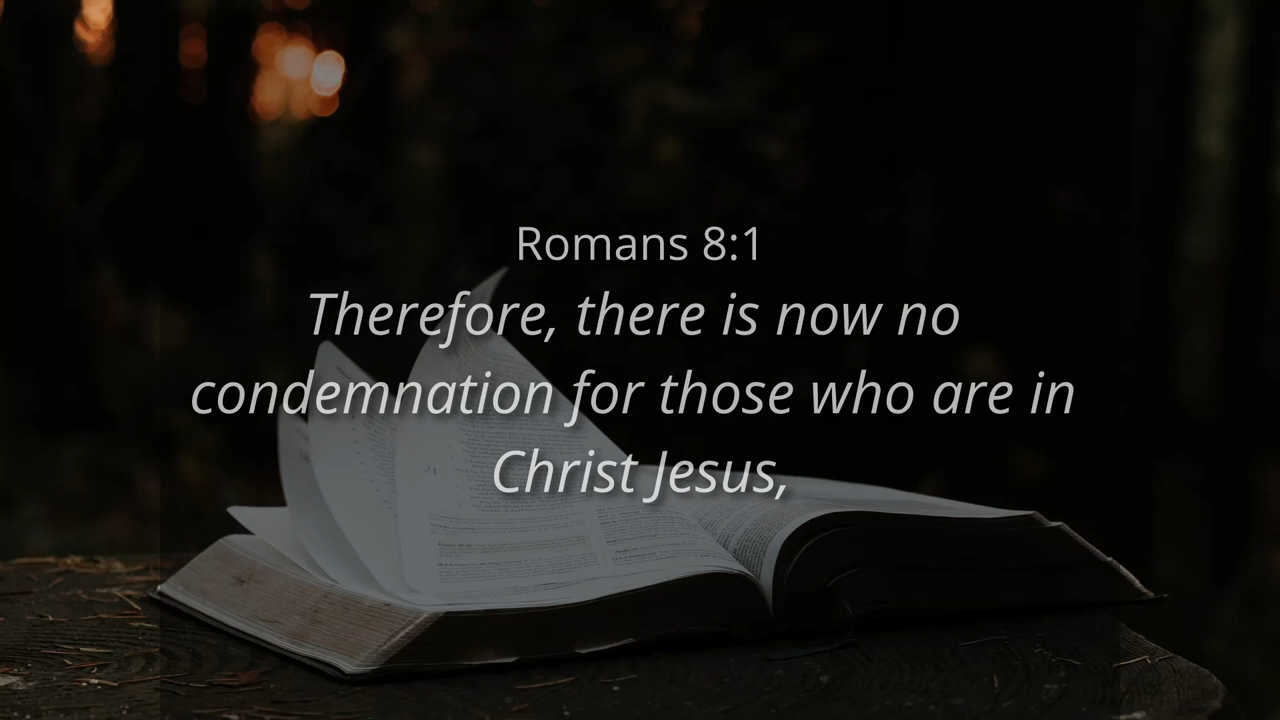 Romans 8:1
Therefore, there is now no
condemnation for those who are in
Christ Jesus,